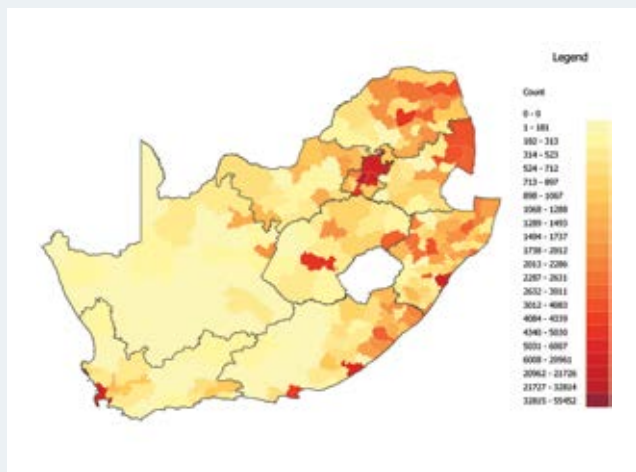 Legend
Count
0 - 0
1 - 181
182 - 313
314 - 523
524 - 712
713 - 897
898 - 1067
1068 - 1288
1289 - 1493
1494 - 1737
1738 - 2012
2013 - 2286
2287 - 2631
2632 - 3011
3012 - 4083
4084 - 4339
4340 - 5030
5031 - 6007
6008 - 20961
20962 - 21726
21727 - 32814
32815 - 55452